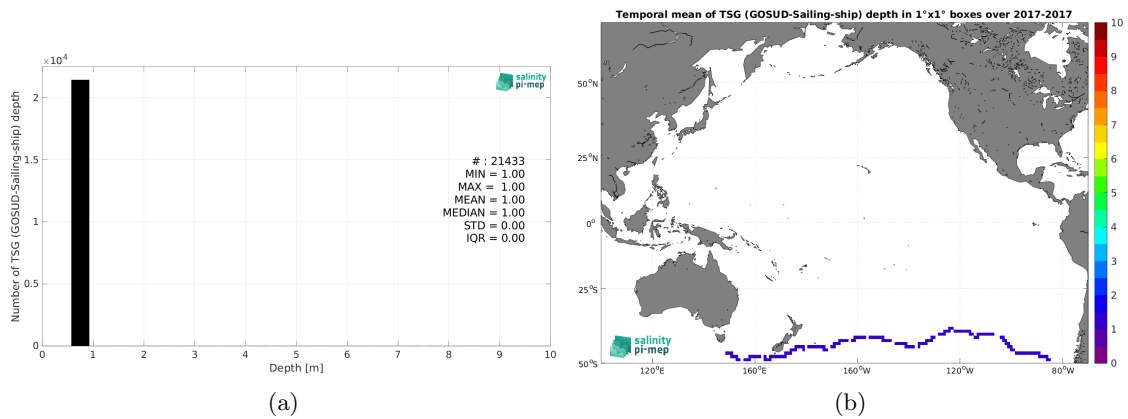 ×10^4
2
1.5
1
0.5
0
Number of TSG (GOSUD-Sailing-ship) depth
salinity
pi-mep
# : 21433
MIN = 1.00
MAX = 1.00
MEAN = 1.00
MEDIAN = 1.00
STD = 0.00
IQR = 0.00
0 1 2 3 4 5 6 7 8 9 10
Depth [m]
(a)
Temporal mean of TSG (GOSUD-Sailing-ship) depth in 1°x1° boxes over 2017-2017
50°N
25°N
0°
25°S
50°S
salinity
pi-mep
120°E 160°E 160°W 120°W 80°W
10
9
8
7
6
5
4
3
2
1
0
(b)